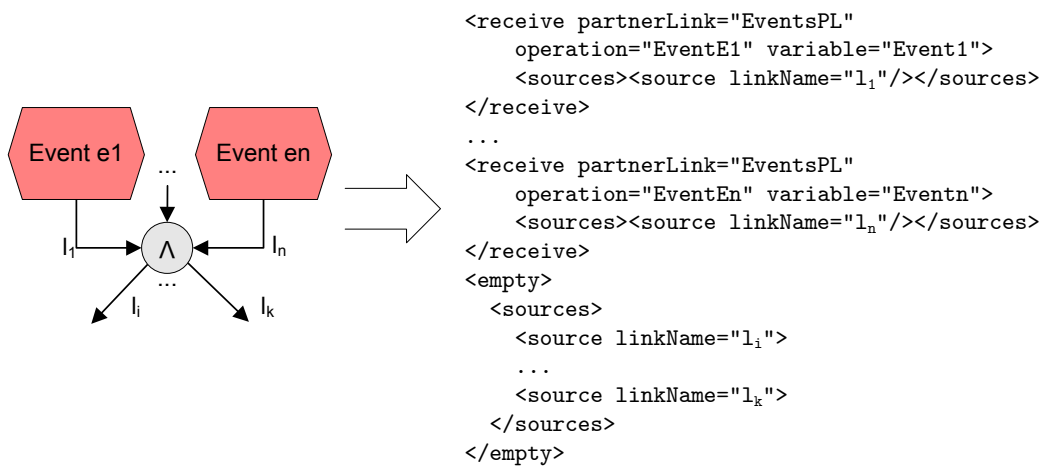 Event e1
...
Event en
l₁
∧
lₙ
...
lᵢ
lₖ
<receive partnerLink="EventsPL"
    operation="EventE1" variable="Event1">
    <sources><source linkName="l₁"/></sources>
</receive>
...
<receive partnerLink="EventsPL"
    operation="EventEn" variable="Eventn">
    <sources><source linkName="lₙ"/></sources>
</receive>
<empty>
  <sources>
    <source linkName="lᵢ">
    ...
    <source linkName="lₖ">
  </sources>
</empty>